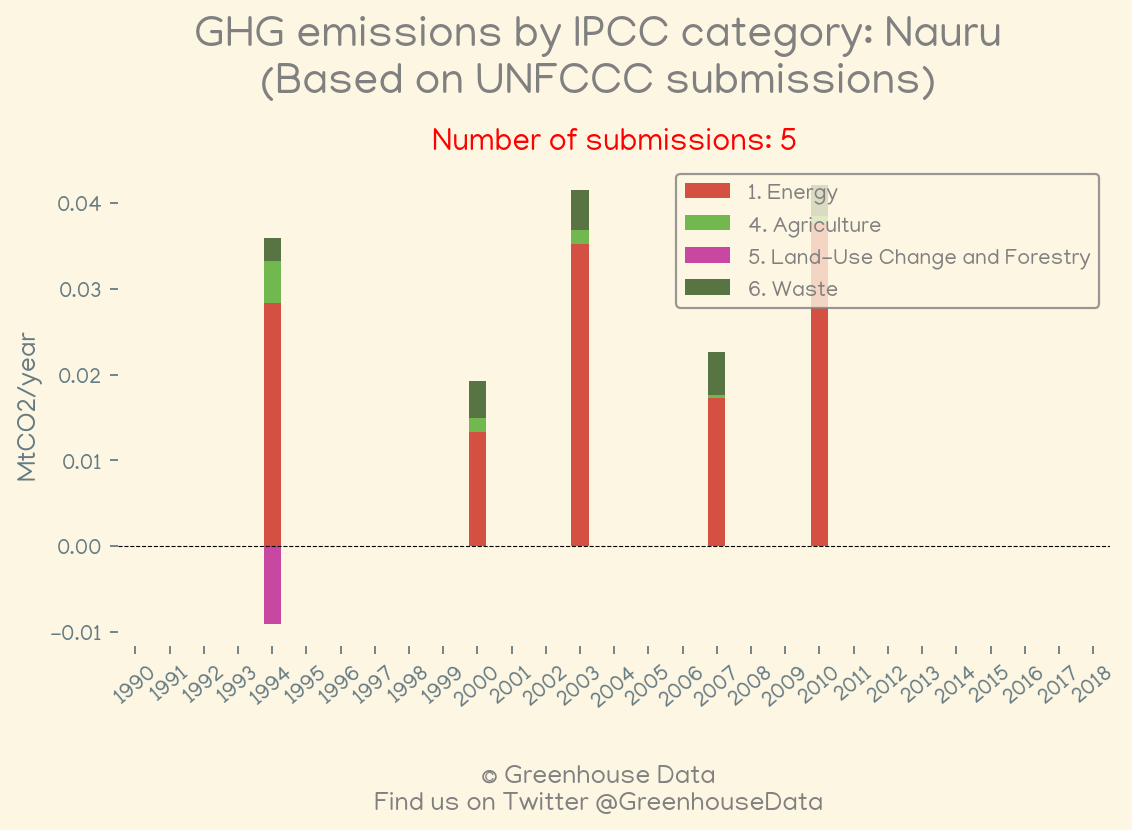 GHG emissions by IPCC category: Nauru
(Based on UNFCCC submissions)
Number of submissions: 5
1. Energy
4. Agriculture
5. Land-Use Change and Forestry
6. Waste
MtCO2/year
0.04
0.03
0.02
0.01
0.00
-0.01
1990 1991 1992 1993 1994 1995 1996 1997 1998 1999 2000 2001 2002 2003 2004 2005 2006 2007 2008 2009 2010 2011 2012 2013 2014 2015 2016 2017 2018
© Greenhouse Data
Find us on Twitter @GreenhouseData